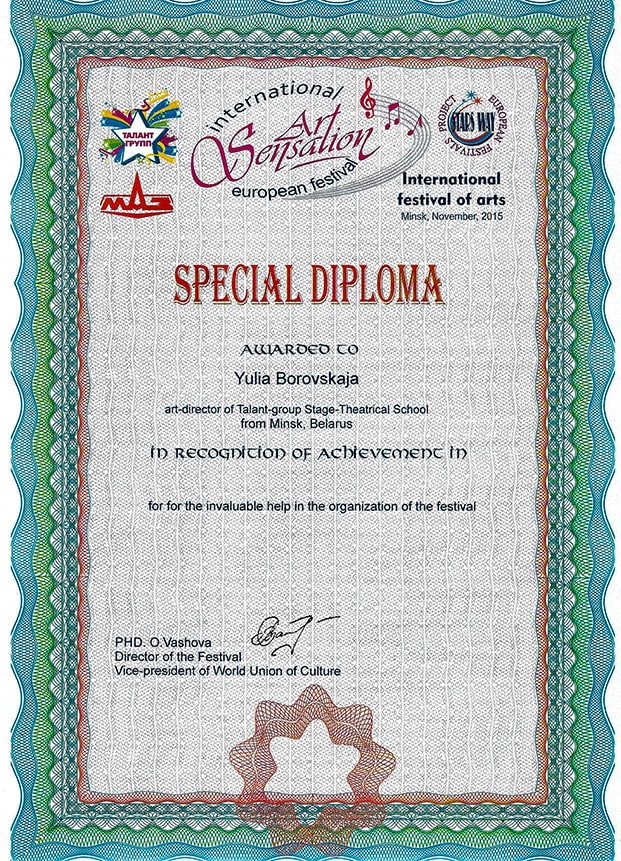 international
Art
Sensation
european festival
ТАЛАНТ
ГРУПП
МАЗ
PROJECT
STARS WAY
EUROPEAN FESTIVALS
International
festival of arts
Minsk, November, 2015
SPECIAL DIPLOMA
AWARDED TO
Yulia Borovskaja
art-director of Talant-group Stage-Theatrical School
from Minsk, Belarus
in recognition of achievement in
for for the invaluable help in the organization of the festival
PHD. O.Vashova
Director of the Festival
Vice-president of World Union of Culture